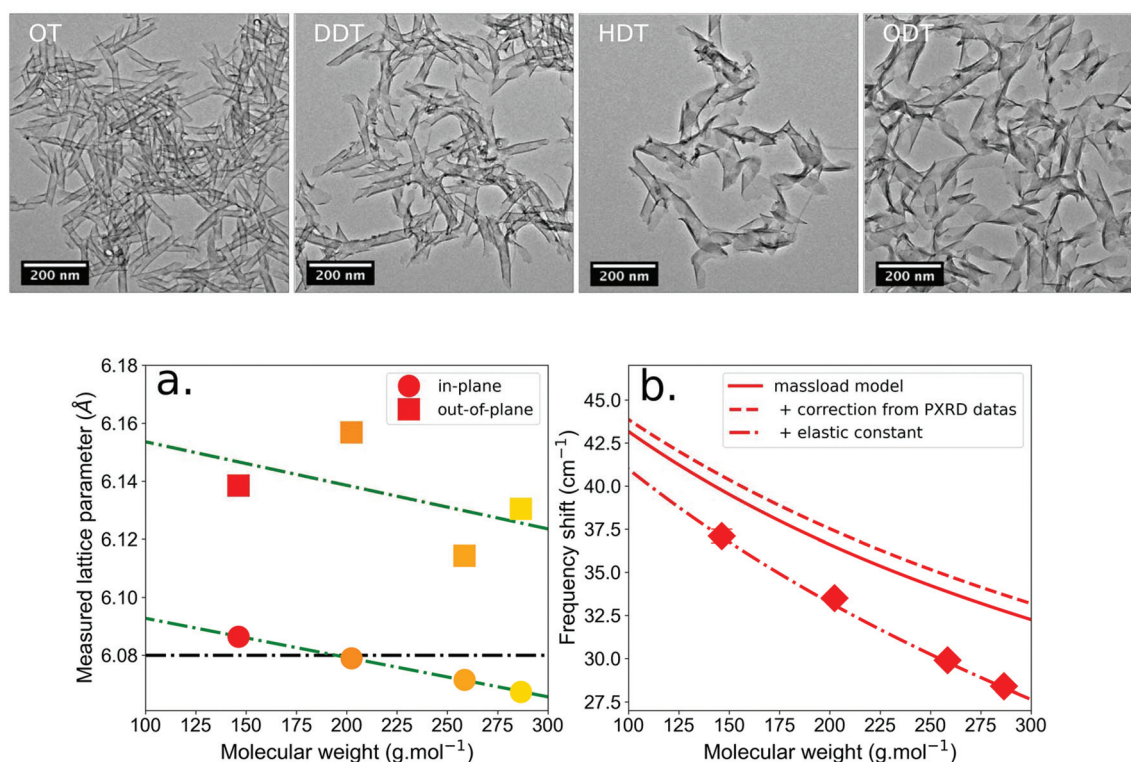 OT
DDT
HDT
ODT
200 nm
200 nm
200 nm
200 nm
a.
in-plane
out-of-plane
6.18
6.16
6.14
6.12
6.10
6.08
Measured lattice parameter (Å)
100 125 150 175 200 225 250 275 300
Molecular weight (g.mol⁻¹)
b.
massload model
+ correction from PXRD datas
+ elastic constant
45.0
42.5
40.0
37.5
35.0
32.5
30.0
27.5
Frequency shift (cm⁻¹)
100 125 150 175 200 225 250 275 300
Molecular weight (g.mol⁻¹)